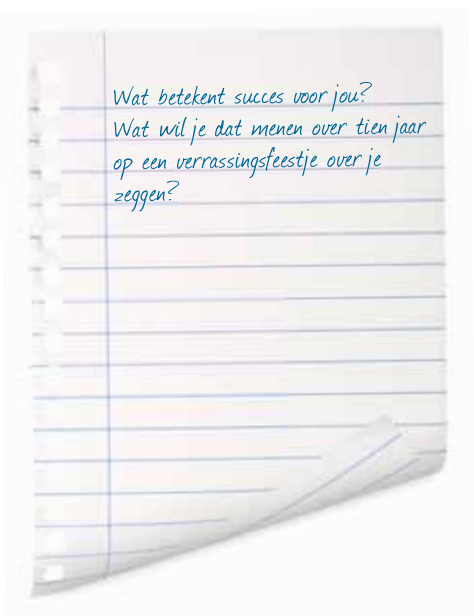 Wat betekent succes voor jou?
Wat wil je dat menen over tien jaar
op een verrassingsfeestje over je
zeggen?